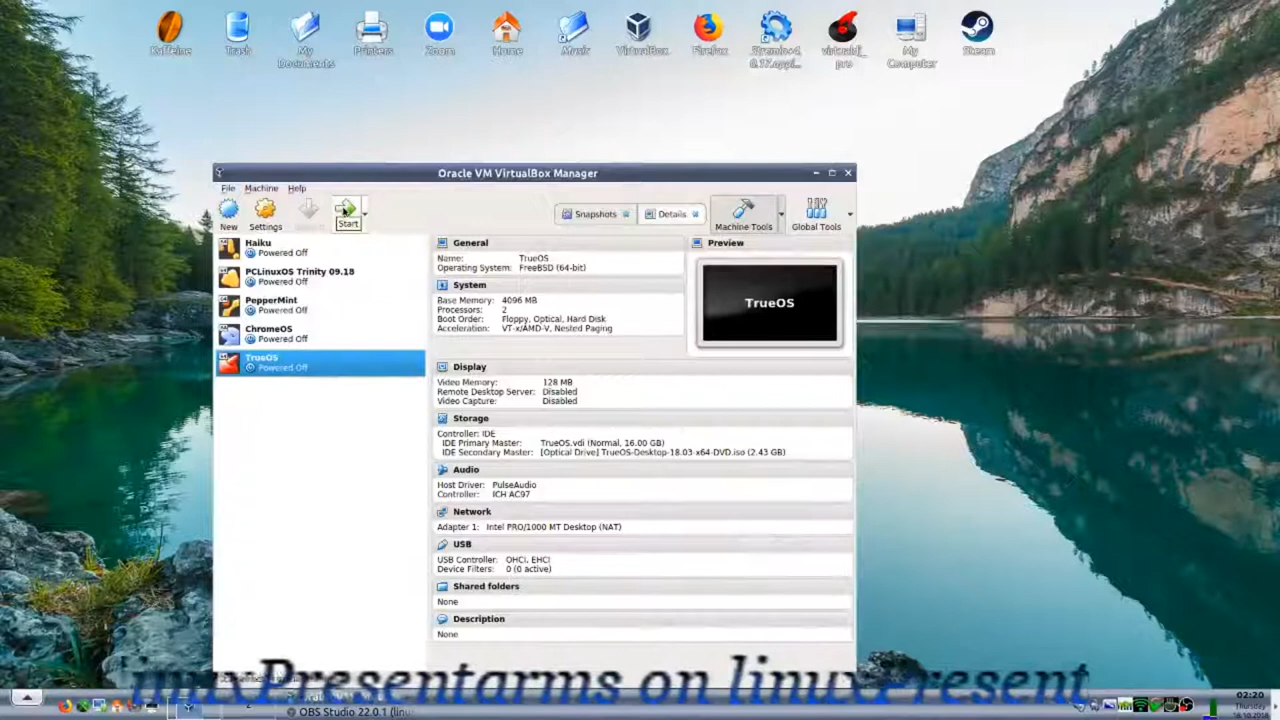 Kaffeine
Trash
My
Documents
Printers
Zoom
Home
Music
VirtualBox
Firefox
virtualdj_
pro
My
Computer
Steam
Oracle VM VirtualBox Manager
File Machine Help
New Settings Start
Snapshots Details Machine Tools Global Tools
Haiku
Powered Off
PCLinuxOS Trinity 09.18
Powered Off
PepperMint
Powered Off
ChromeOS
Powered Off
TrueOS
Powered Off
General
Name: TrueOS
Operating System: FreeBSD (64-bit)
System
Base Memory: 4096 MB
Processors: 2
Boot Order: Floppy, Optical, Hard Disk
Acceleration: VT-x/AMD-V, Nested Paging
Preview
TrueOS
Display
Video Memory: 128 MB
Remote Desktop Server: Disabled
Video Capture: Disabled
Storage
Controller: IDE
IDE Primary Master: TrueOS.vdi (Normal, 16.00 GB)
IDE Secondary Master: [Optical Drive] TrueOS-Desktop-18.03-x64-DVD.iso (2.43 GB)
Audio
Host Driver: PulseAudio
Controller: ICH AC97
Network
Adapter 1: Intel PRO/1000 MT Desktop (NAT)
USB
USB Controller: OHCI, EHCI
Device Filters: 0 (0 active)
Shared folders
None
Description
None
Presentarms on linuxPresent
OBS Studio 22.0.1 (linu
02:20
Thursday